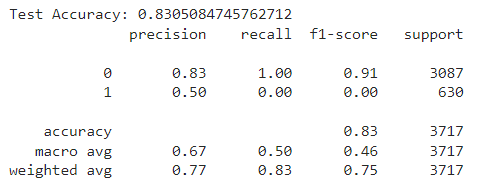 Test Accuracy: 0.8305084745762712
precision recall f1-score support
0 0.83 1.00 0.91 3087
1 0.50 0.00 0.00 630
accuracy 0.83 3717
macro avg 0.67 0.50 0.46 3717
weighted avg 0.77 0.83 0.75 3717